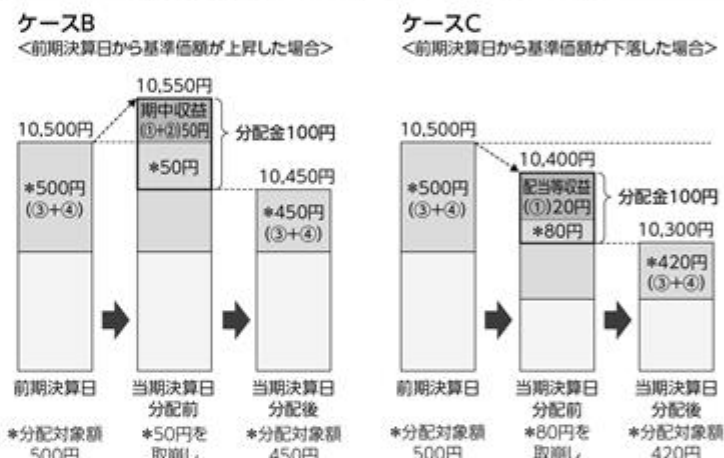 ケースB
<前期決算日から基準価額が上昇した場合>
10,550円
期中収益
(①+②)50円
*50円
分配金100円
10,500円
*500円
(③+④)
10,450円
*450円
(③+④)
前期決算日
当期決算日
分配前
当期決算日
分配後
*分配対象額
500円
*50円を
取崩し
*分配対象額
450円
ケースC
<前期決算日から基準価額が下落した場合>
10,500円
*500円
(③+④)
10,400円
配当等収益
(①)20円
*80円
分配金100円
10,300円
*420円
(③+④)
前期決算日
当期決算日
分配前
当期決算日
分配後
*分配対象額
500円
*80円を
取崩し
*分配対象額
420円